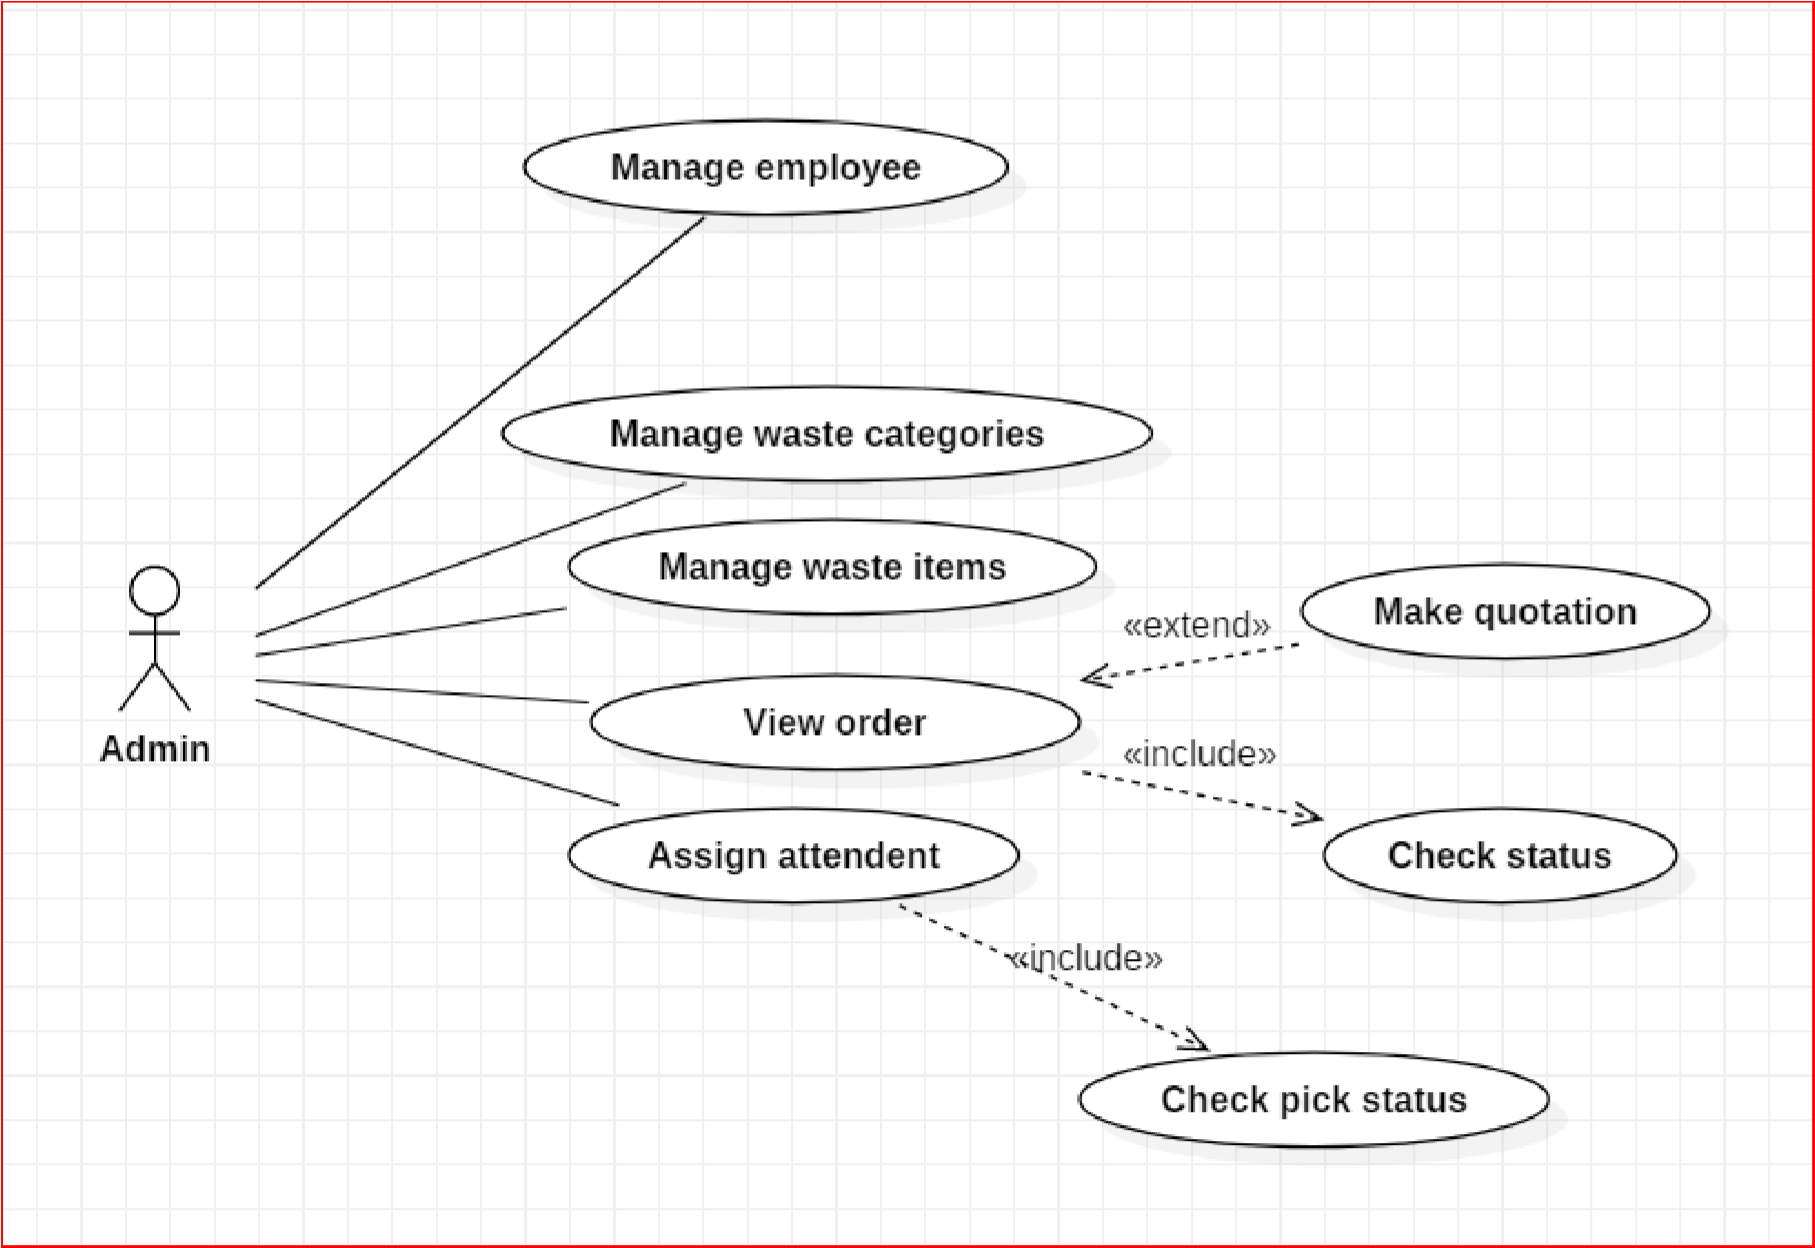 Manage employee
Manage waste categories
Manage waste items
«extend»
Make quotation
View order
Admin
«include»
Assign attendent
Check status
«include»
Check pick status